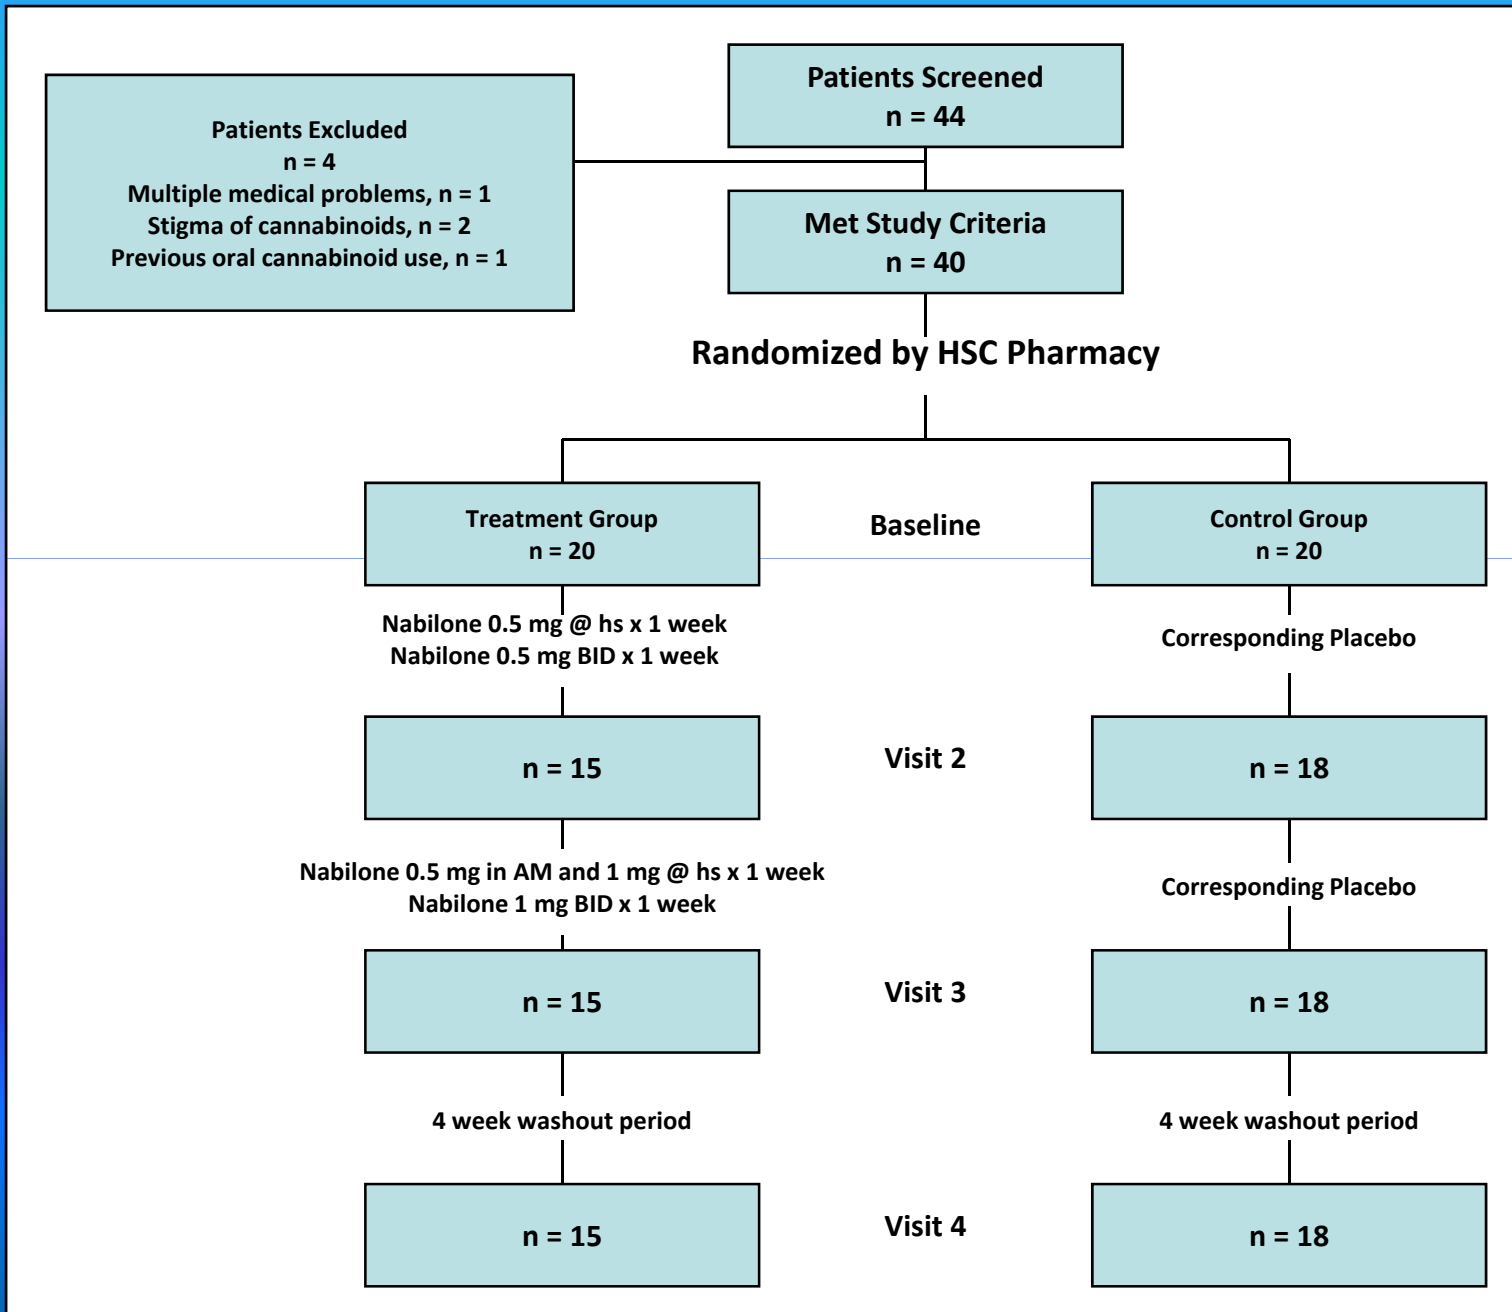 Patients Screened
n = 44
Patients Excluded
n = 4
Multiple medical problems, n = 1
Stigma of cannabinoids, n = 2
Previous oral cannabinoid use, n = 1
Met Study Criteria
n = 40
Randomized by HSC Pharmacy
Treatment Group
n = 20
Baseline
Control Group
n = 20
Nabilone 0.5 mg @ hs x 1 week
Nabilone 0.5 mg BID x 1 week
Corresponding Placebo
n = 15
Visit 2
n = 18
Nabilone 0.5 mg in AM and 1 mg @ hs x 1 week
Nabilone 1 mg BID x 1 week
Corresponding Placebo
n = 15
Visit 3
n = 18
4 week washout period
4 week washout period
n = 15
Visit 4
n = 18